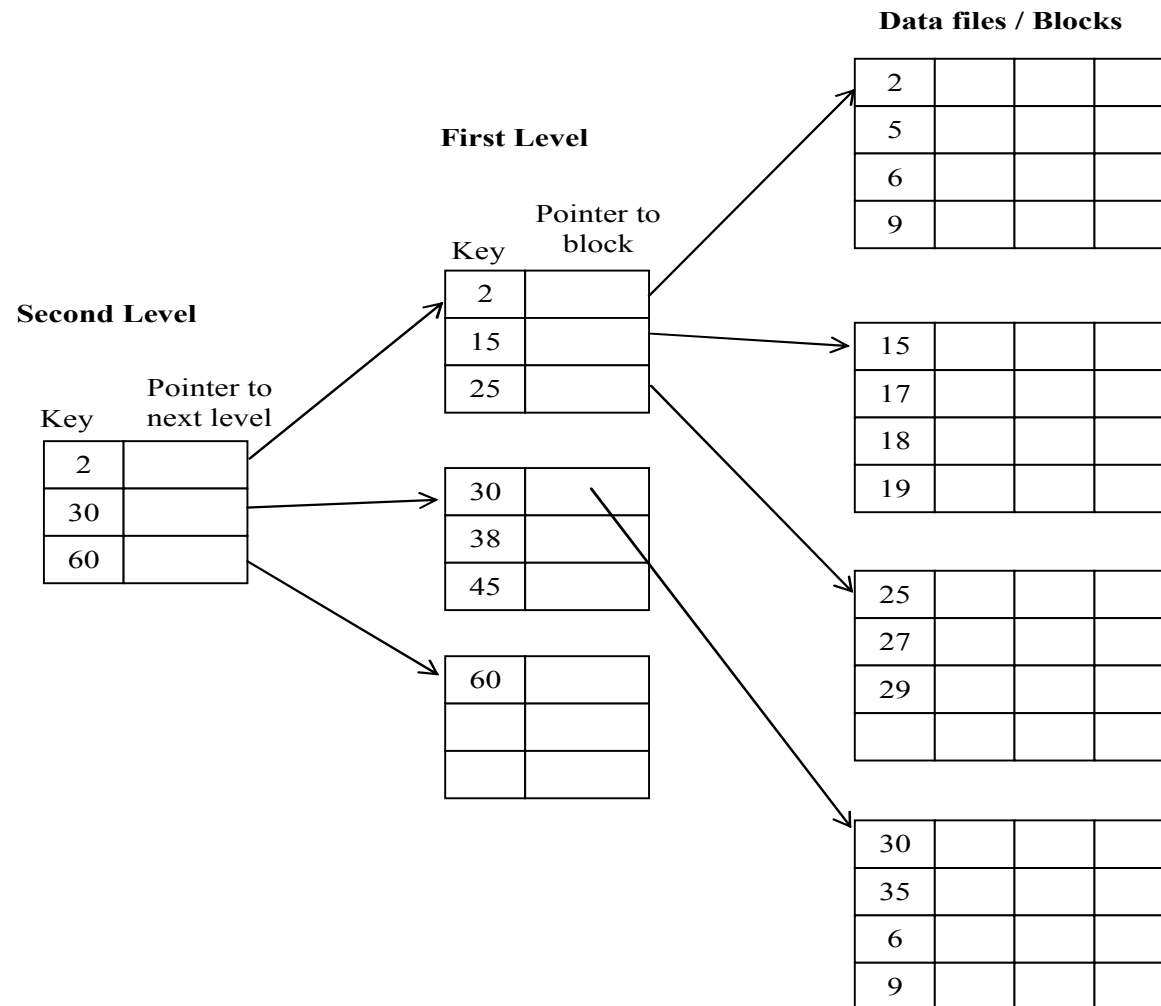 Data files / Blocks
First Level
Second Level
Key
Pointer to
next level
2
30
60
Key
Pointer to
block
2
15
25
30
38
45
60
2
5
6
9
15
17
18
19
25
27
29
30
35
6
9